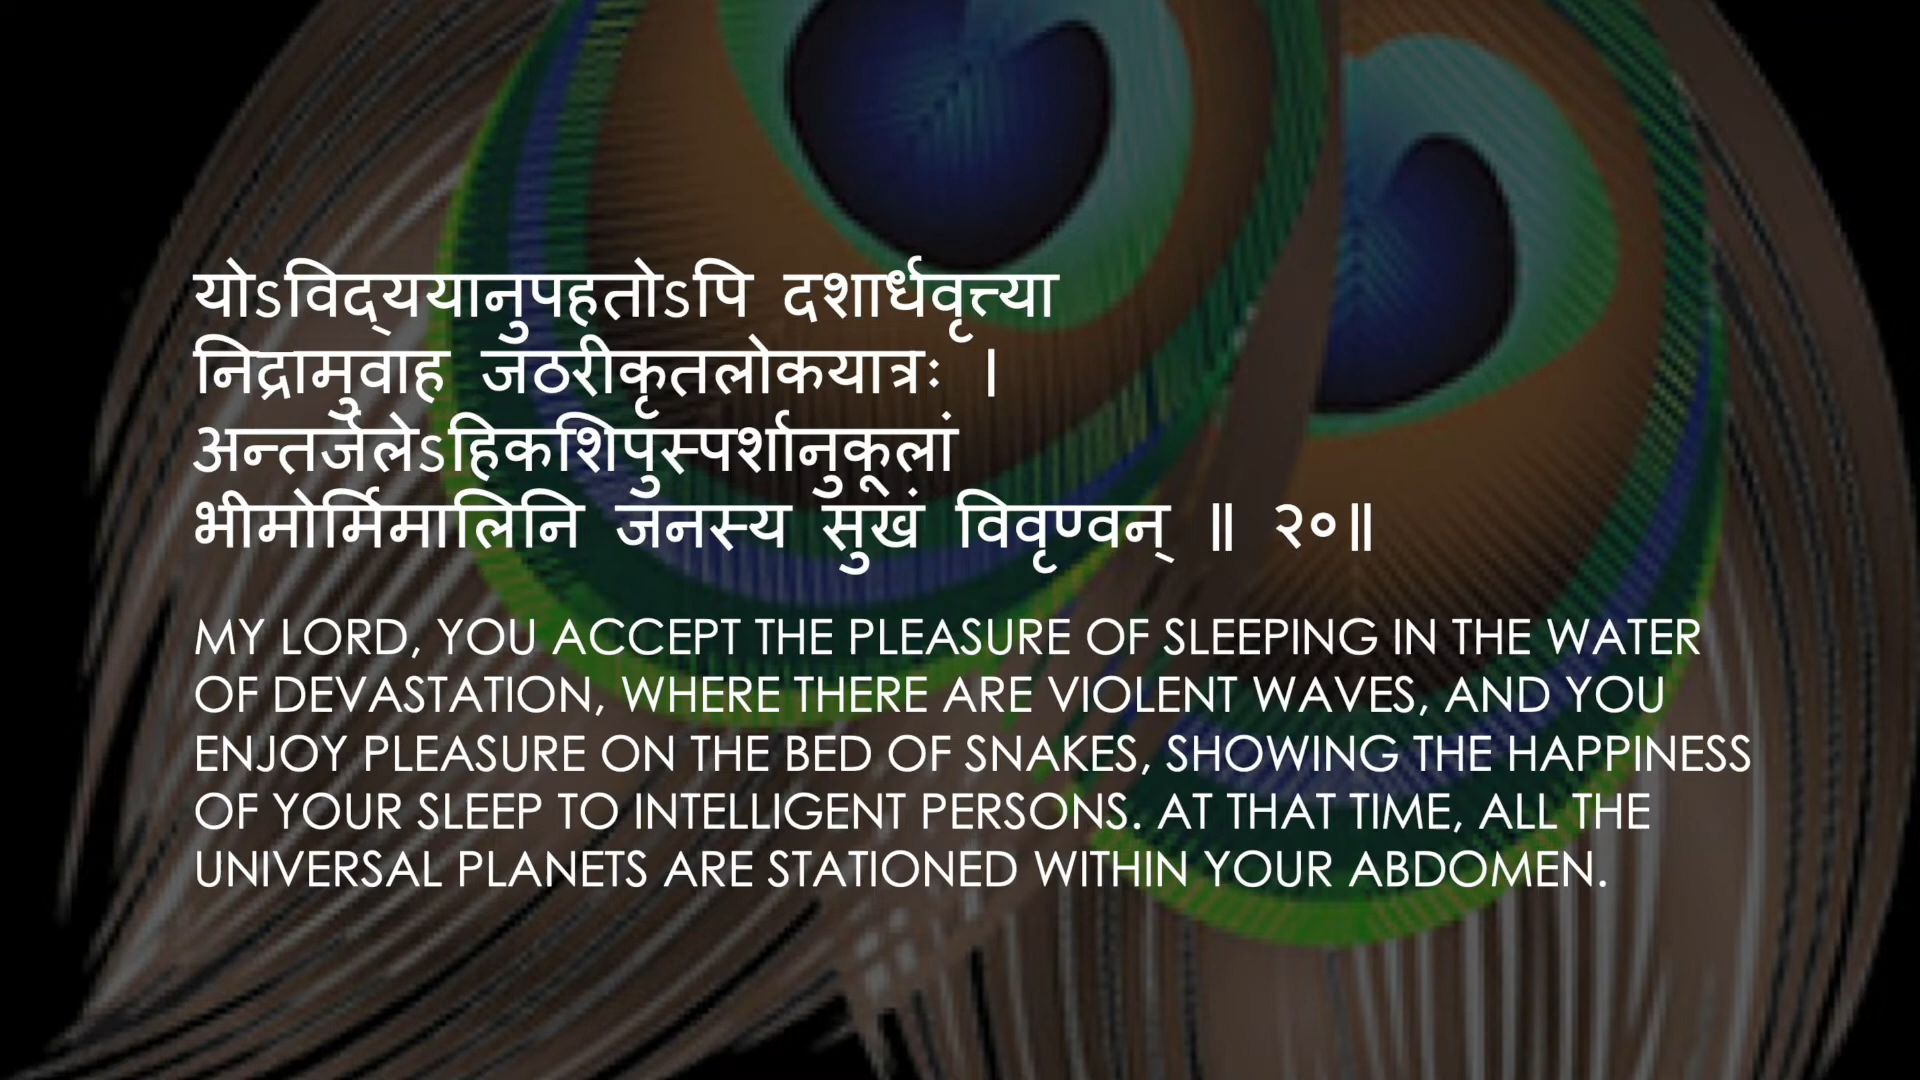 योऽविद्ययानुपहतोऽपि दशार्धवृत्त्या
निद्रामुवाह जठरीकृतलोकयात्रः ।
अन्तर्जलेऽहिकशिपुस्पर्शानुकूलां
भीमोर्मिमालिनि जनस्य सुखं विवृण्वन् ॥ २०॥
MY LORD, YOU ACCEPT THE PLEASURE OF SLEEPING IN THE WATER
OF DEVASTATION, WHERE THERE ARE VIOLENT WAVES, AND YOU
ENJOY PLEASURE ON THE BED OF SNAKES, SHOWING THE HAPPINESS
OF YOUR SLEEP TO INTELLIGENT PERSONS. AT THAT TIME, ALL THE
UNIVERSAL PLANETS ARE STATIONED WITHIN YOUR ABDOMEN.